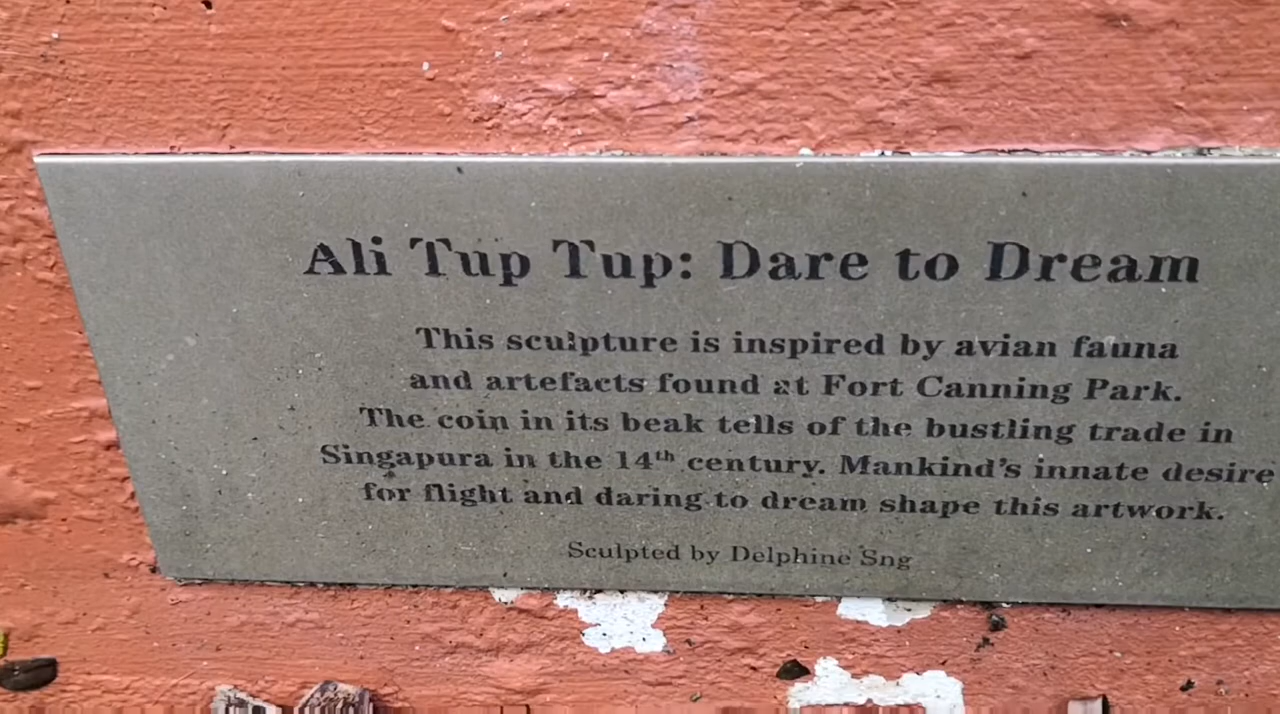 Ali Tup Tup: Dare to Dream
This sculpture is inspired by avian fauna
and artefacts found at Fort Canning Park.
The coin in its beak tells of the bustling trade in
Singapura in the 14th century. Mankind's innate desire
for flight and daring to dream shape this artwork.
Sculpted by Delphine Sng